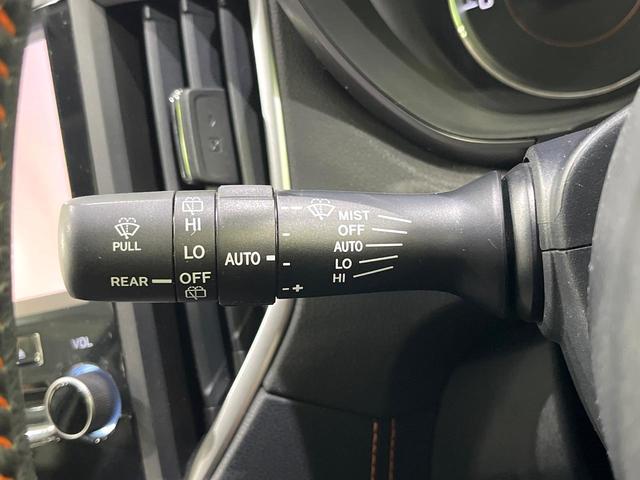 PULL
REAR
HI
LO
OFF
AUTO
- +
MIST
OFF
AUTO
LO
HI
VOL